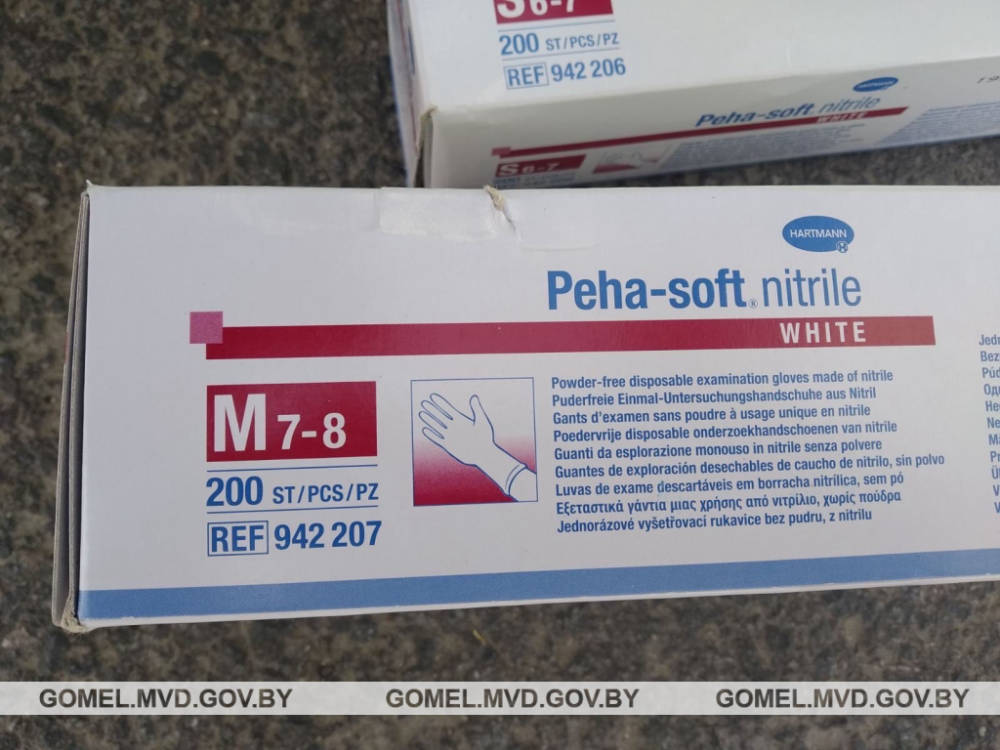 S 6-7
200 ST/PCS/PZ
REF 942 206
HARTMANN
Peha-soft nitrile
WHITE
S 6-7
HARTMANN
Peha-soft® nitrile
WHITE
M 7-8
200 ST/PCS/PZ
REF 942 207
Powder-free disposable examination gloves made of nitrile
Puderfreie Einmal-Untersuchungshandschuhe aus Nitril
Gants d'examen sans poudre à usage unique en nitrile
Poedervrije disposable onderzoekhandschoenen van nitrile
Guanti da esplorazione monouso in nitrile senza polvere
Guantes de exploración desechables de caucho de nitrilo, sin polvo
Luvas de exame descartáveis em borracha nitrílica, sem pó
Εξεταστικά γάντια μιας χρήσης από νιτρίλιο, χωρίς πούδρα
Jednorázové vyšetřovací rukavice bez pudru, z nitrilu
GOMEL.MVD.GOV.BY GOMEL.MVD.GOV.BY GOMEL.MVD.GOV.BY